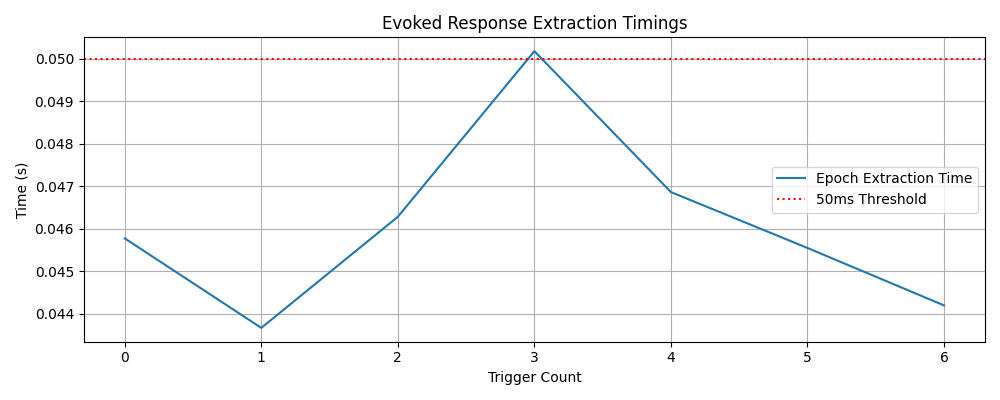 Evoked Response Extraction Timings
0.050
0.049
0.048
0.047
0.046
0.045
0.044
Time (s)
Epoch Extraction Time
50ms Threshold
0 1 2 3 4 5 6
Trigger Count